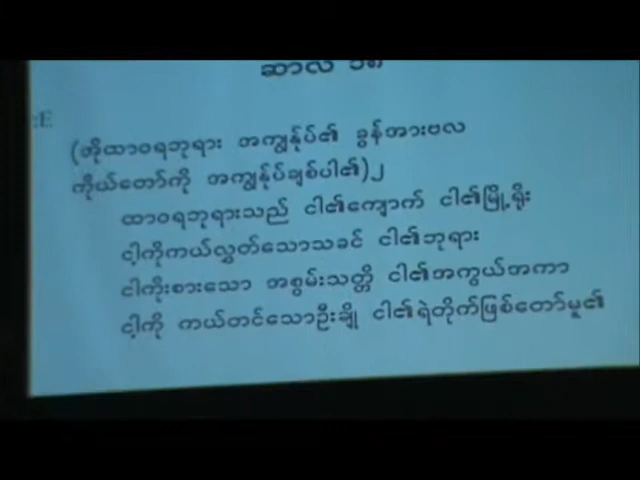 ဆာလံ ၁၈
:E
(အိုထာဝရဘုရား အကျွန်ုပ်၏ ခွန်အားဗလ
ကိုယ်တော်ကို အကျွန်ုပ်ချစ်ပါ၏)၂
ထာဝရဘုရားသည် ငါ၏ကျောက် ငါ၏မြို့ရိုး
ငါ့ကိုကယ်လွှတ်သောသခင် ငါ၏ဘုရား
ငါကိုးစားသော အစွမ်းသတ္တိ ငါ၏အကွယ်အကာ
ငါ့ကို ကယ်တင်သောဦးချို ငါ၏ရဲတိုက်ဖြစ်တော်မူ၏